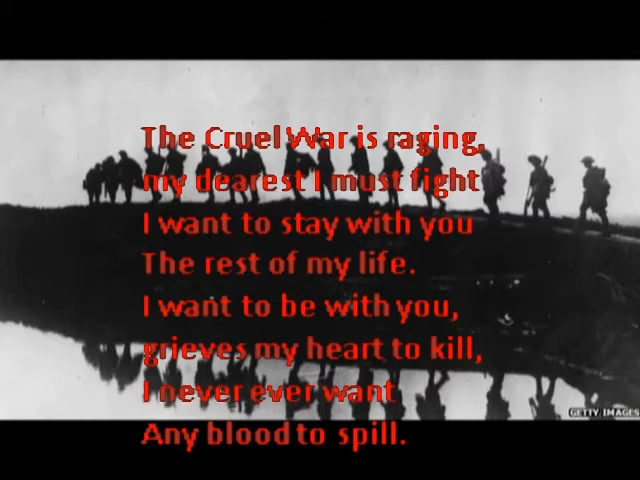 The Cruel War is raging,
my dearest I must fight
I want to stay with you
The rest of my life.
I want to be with you,
grieves my heart to kill,
I never ever want
Any blood to spill.
GETTY IMAGES